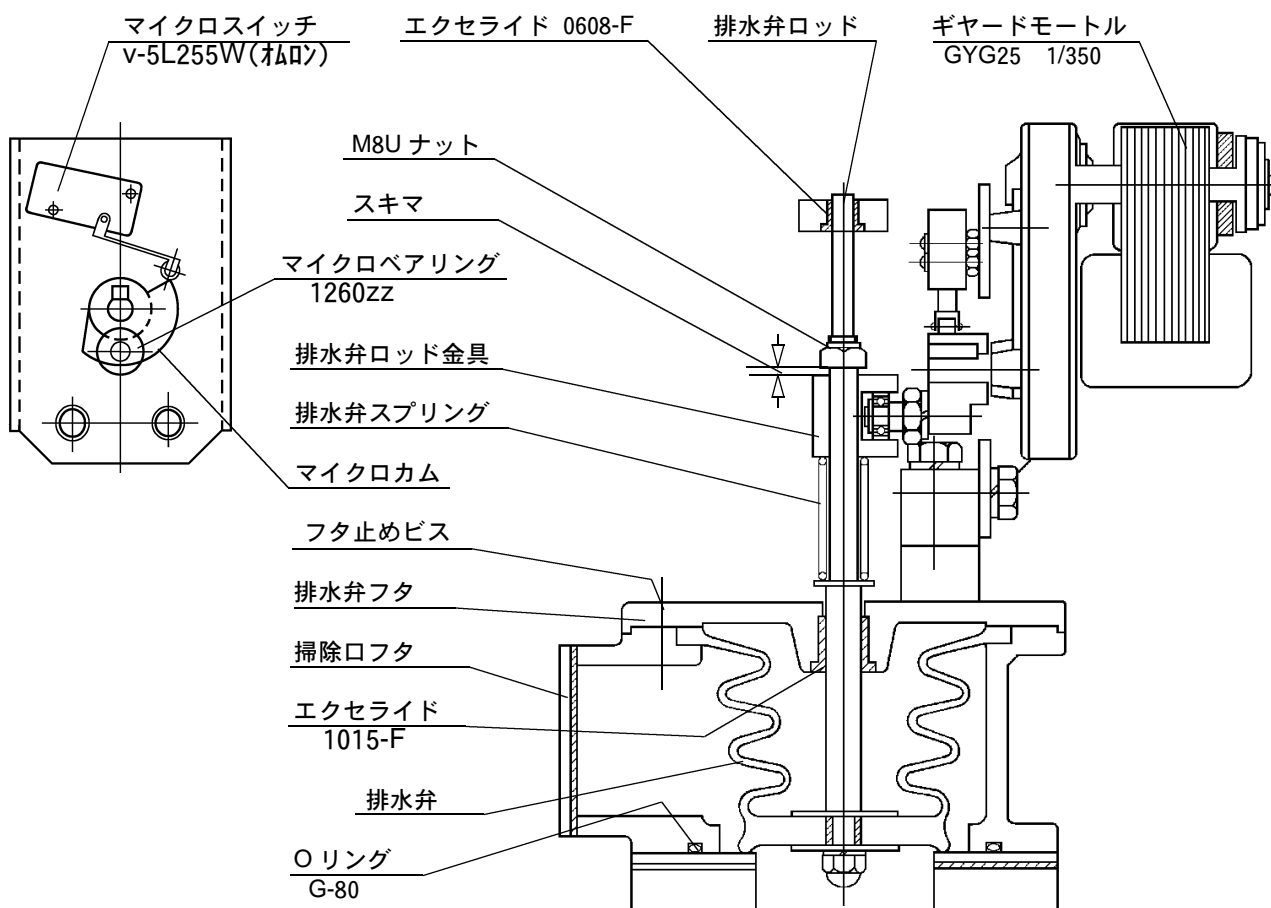 マイクロスイッチ
v-5L255W(ｵﾑﾛﾝ)
エクセライド 0608-F
排水弁ロッド
ギヤードモートル
GYG25 1/350
M8U ナット
スキマ
マイクロベアリング
1260zz
排水弁ロッド金具
排水弁スプリング
マイクロカム
フタ止めビス
排水弁フタ
掃除口フタ
エクセライド
1015-F
排水弁
O リング
G-80